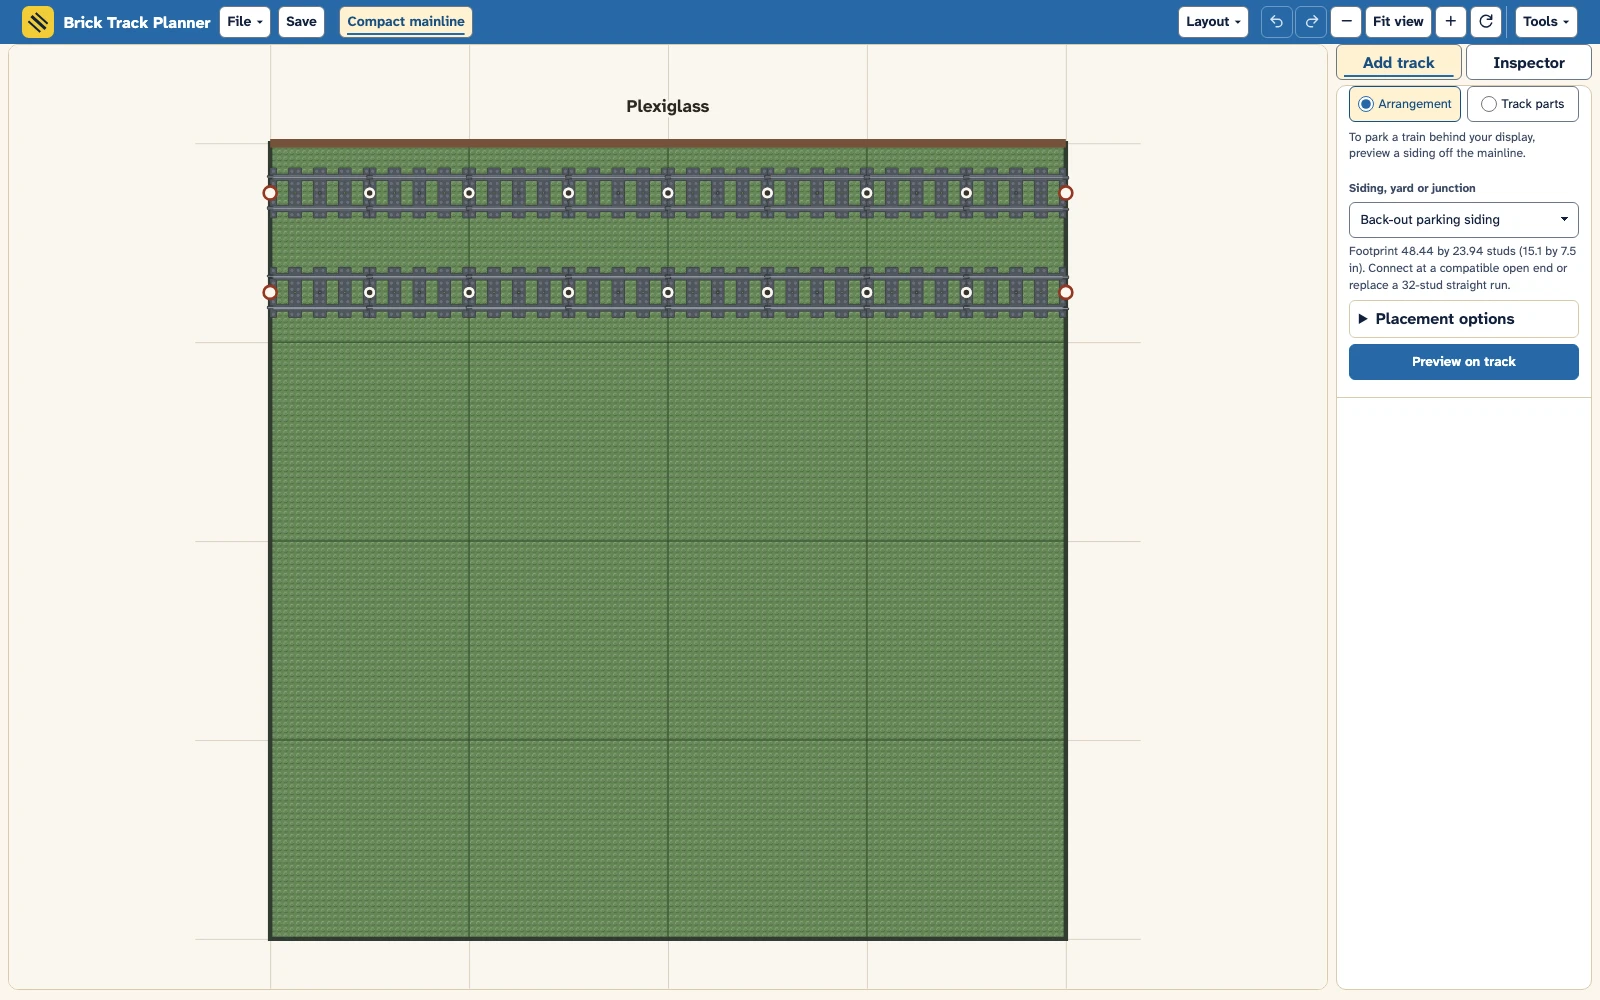 Brick Track Planner
File
Save
Compact mainline
Layout
Fit view
Tools
Add track
Inspector
Plexiglass
Arrangement
Track parts
To park a train behind your display,
preview a siding off the mainline.
Siding, yard or junction
Back-out parking siding
Footprint 48.44 by 23.94 studs (15.1 by 7.5
in). Connect at a compatible open end or
replace a 32-stud straight run.
Placement options
Preview on track